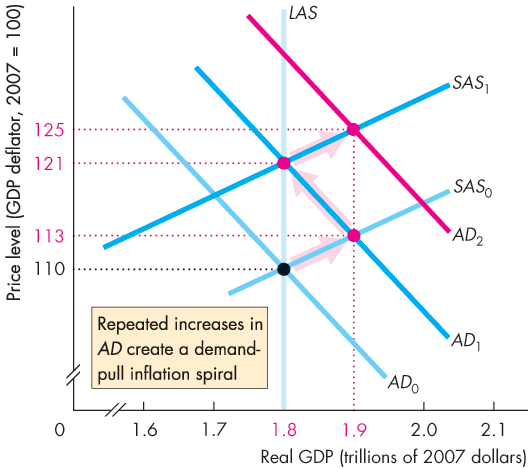 Price level (GDP deflator, 2007 = 100)
LAS
SAS1
125
121
SAS0
113
AD2
110
Repeated increases in
AD create a demand-
pull inflation spiral
AD1
AD0
0
1.6
1.7
1.8
1.9
2.0
2.1
Real GDP (trillions of 2007 dollars)